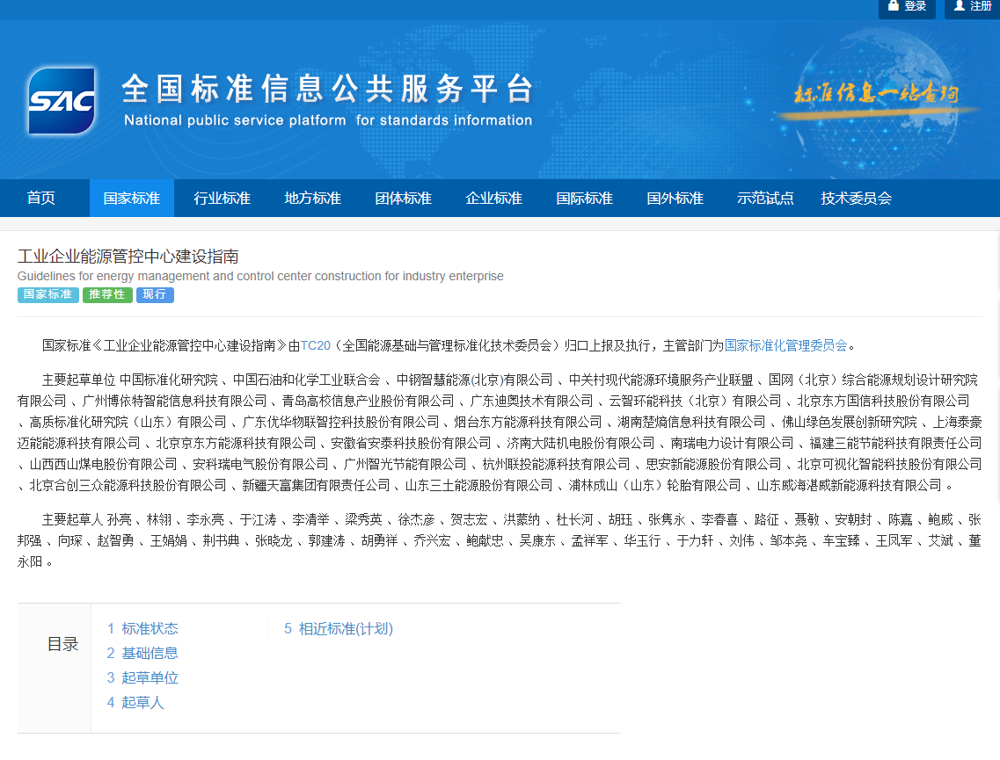 登录 注册
SAC
全国标准信息公共服务平台
National public service platform for standards information
标准信息一站查询
首页 国家标准 行业标准 地方标准 团体标准 企业标准 国际标准 国外标准 示范试点 技术委员会
工业企业能源管控中心建设指南
Guidelines for energy management and control center construction for industry enterprise
国家标准 推荐性 现行
国家标准《工业企业能源管控中心建设指南》由TC20（全国能源基础与管理标准化技术委员会）归口上报及执行，主管部门为国家标准化管理委员会。
主要起草单位 中国标准化研究院 、中国石油和化学工业联合会 、中钢智慧能源(北京)有限公司 、中关村现代能源环境服务产业联盟 、国网（北京）综合能源规划设计研究院
有限公司 、广州博依特智能信息科技有限公司 、青岛高校信息产业股份有限公司 、广东迪奥技术有限公司 、云智环能科技（北京）有限公司 、北京东方国信科技股份有限公司
、高质标准化研究院（山东）有限公司 、广东优华物联智控科技股份有限公司 、烟台东方能源科技有限公司 、湖南楚熵信息科技有限公司 、佛山绿色发展创新研究院 、上海泰豪
迈能能源科技有限公司 、北京京东方能源科技有限公司 、安徽省安泰科技股份有限公司 、济南大陆机电股份有限公司 、南瑞电力设计有限公司 、福建三能节能科技有限责任公司
、山西西山煤电股份有限公司 、安科瑞电气股份有限公司 、广州智光节能有限公司 、杭州联投能源科技有限公司 、思安新能源股份有限公司 、北京可视化智能科技股份有限公司
、北京合创三众能源科技股份有限公司 、新疆天富集团有限责任公司 、山东三土能源股份有限公司 、浦林成山（山东）轮胎有限公司 、山东威海湛威新能源科技有限公司 。
主要起草人 孙亮 、林翎 、李永亮 、于江涛 、李清举 、梁秀英 、徐杰彦 、贺志宏 、洪蒙纳 、杜长河 、胡珏 、张隽永 、李春喜 、路征 、聂敏 、安朝封 、陈嘉 、鲍威 、张
邦强 、向琛 、赵智勇 、王娟娟 、荆书典 、张晓龙 、郭建涛 、胡勇祥 、乔兴宏 、鲍献忠 、吴康东 、孟祥军 、华玉行 、于力轩 、刘伟 、邹本尧 、车宝臻 、王凤军 、艾斌 、董
永阳 。
目录
1 标准状态
2 基础信息
3 起草单位
4 起草人
5 相近标准(计划)